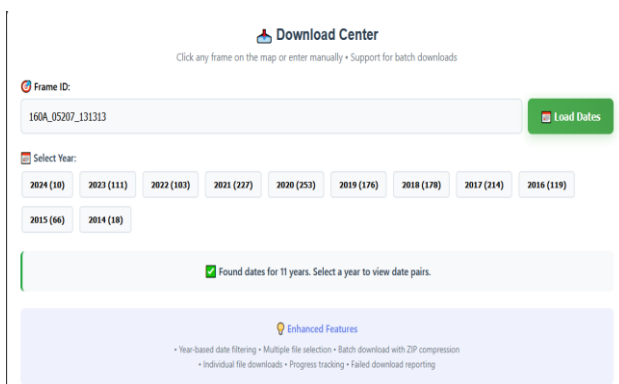 Download Center
Click any frame on the map or enter manually • Support for batch downloads
Frame ID:
160A_05207_131313
Load Dates
Select Year:
2024 (10) 2023 (111) 2022 (103) 2021 (227) 2020 (253) 2019 (176) 2018 (178) 2017 (214) 2016 (119)
2015 (66) 2014 (18)
Found dates for 11 years. Select a year to view date pairs.
Enhanced Features
• Year-based date filtering • Multiple file selection • Batch download with ZIP compression
• Individual file downloads • Progress tracking • Failed download reporting